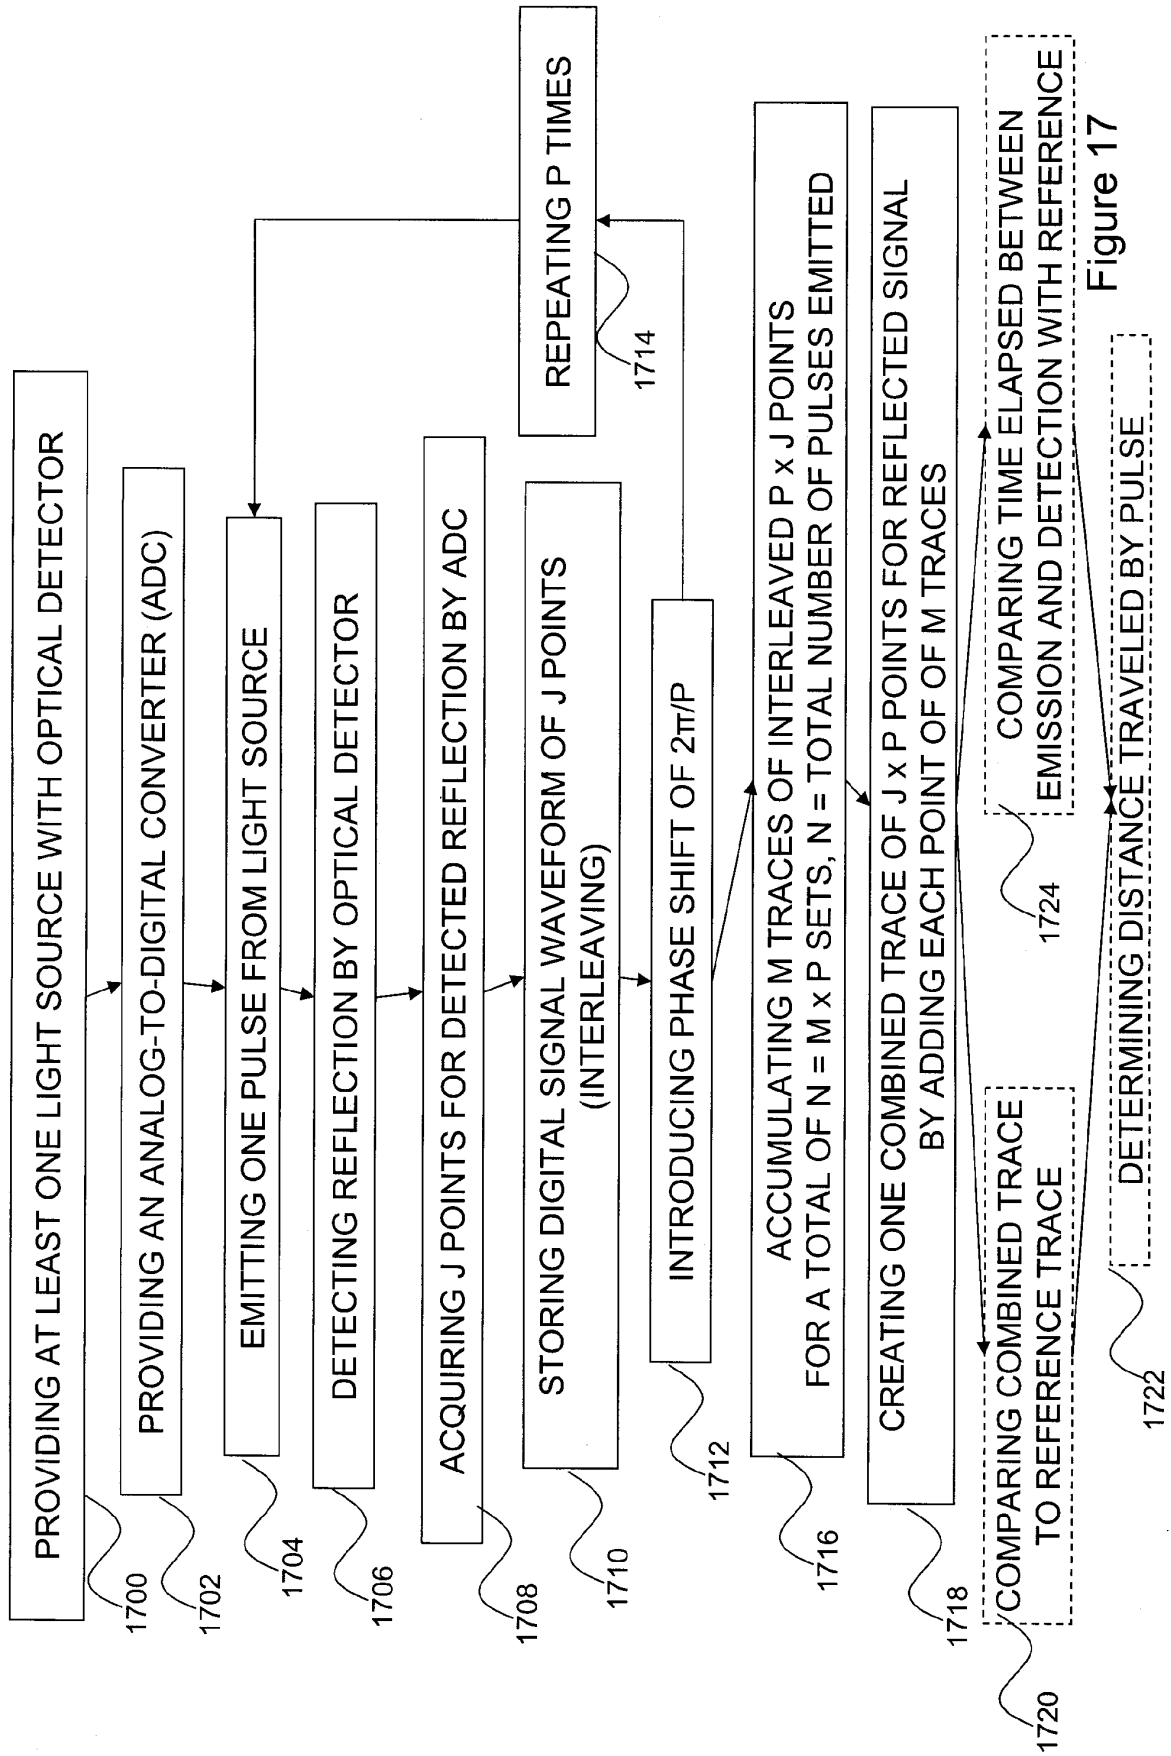 PROVIDING AT LEAST ONE LIGHT SOURCE WITH OPTICAL DETECTOR
1700
PROVIDING AN ANALOG-TO-DIGITAL CONVERTER (ADC)
1702
EMITTING ONE PULSE FROM LIGHT SOURCE
1704
DETECTING REFLECTION BY OPTICAL DETECTOR
1706
ACQUIRING J POINTS FOR DETECTED REFLECTION BY ADC
1708
STORING DIGITAL SIGNAL WAVEFORM OF J POINTS
(INTERLEAVING)
1710
REPEATING P TIMES
1714
INTRODUCING PHASE SHIFT OF 2π/P
1712
ACCUMULATING M TRACES OF INTERLEAVED P x J POINTS
FOR A TOTAL OF N = M x P SETS, N = TOTAL NUMBER OF PULSES EMITTED
1716
CREATING ONE COMBINED TRACE OF J x P POINTS FOR REFLECTED SIGNAL
BY ADDING EACH POINT OF OF M TRACES
1718
COMPARING COMBINED TRACE
TO REFERENCE TRACE
1720
COMPARING TIME ELAPSED BETWEEN
EMISSION AND DETECTION WITH REFERENCE
1724
DETERMINING DISTANCE TRAVELED BY PULSE
1722
Figure 17